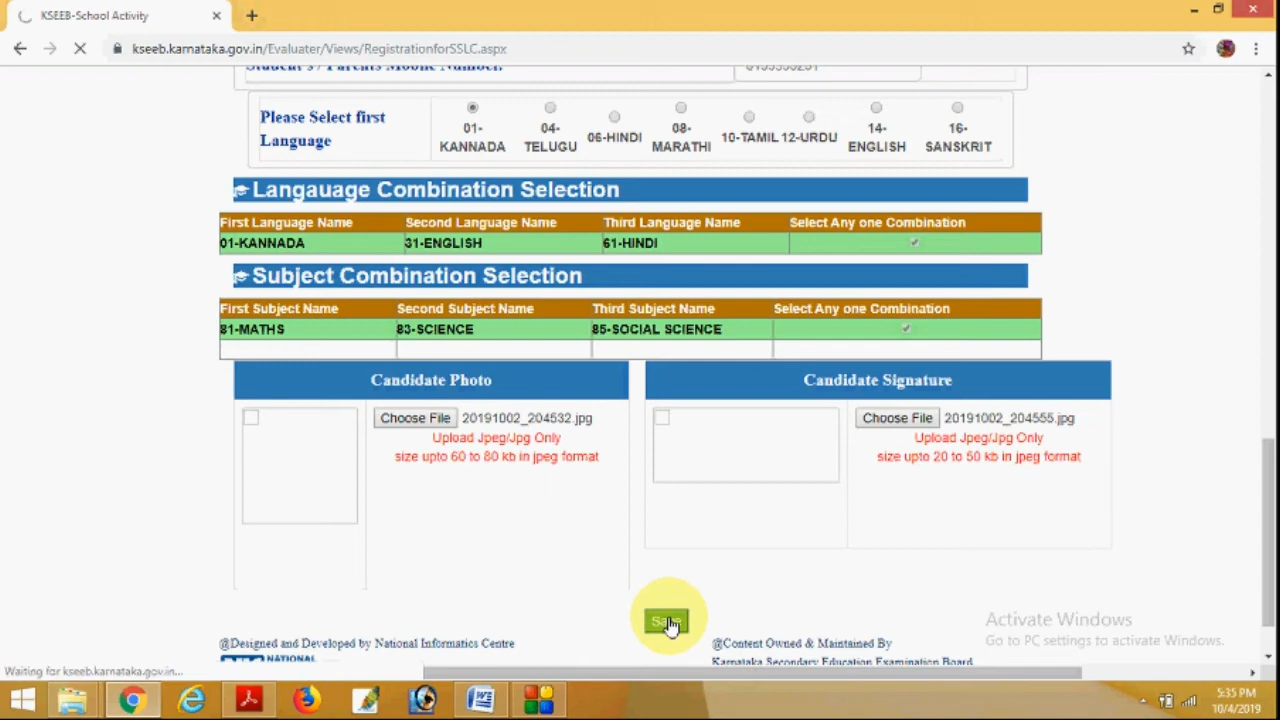 KSEEB-School Activity
kseeb.karnataka.gov.in/Evaluater/Views/RegistrationforSSLC.aspx
Student's / Parents Mobile Number.
Please Select first
Language
01-
KANNADA
04-
TELUGU
06-HINDI
08-
MARATHI
10-TAMIL
12-URDU
14-
ENGLISH
16-
SANSKRIT
Langauage Combination Selection
First Language Name Second Language Name Third Language Name Select Any one Combination
01-KANNADA 31-ENGLISH 61-HINDI
Subject Combination Selection
First Subject Name Second Subject Name Third Subject Name Select Any one Combination
81-MATHS 83-SCIENCE 85-SOCIAL SCIENCE
Candidate Photo
Choose File 20191002_204532.jpg
Upload Jpeg/Jpg Only
size upto 60 to 80 kb in jpeg format
Candidate Signature
Choose File 20191002_204555.jpg
Upload Jpeg/Jpg Only
size upto 20 to 50 kb in jpeg format
Save
Activate Windows
Go to PC settings to activate Windows.
@Designed and Developed by National Informatics Centre
NATIONAL
@Content Owned & Maintained By
Karnataka Secondary Education Examination Board
Waiting for kseeb.karnataka.gov.in...
5:35 PM
10/4/2019